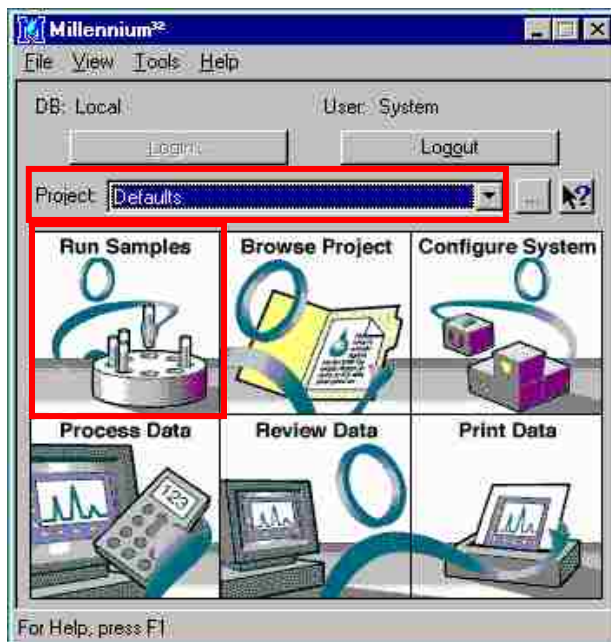 Millennium³²
File View Tools Help
DB: Local User: System
Login... Logout
Project: Defaults ... ?
Run Samples Browse Project Configure System
123
Process Data Review Data Print Data
For Help, press F1